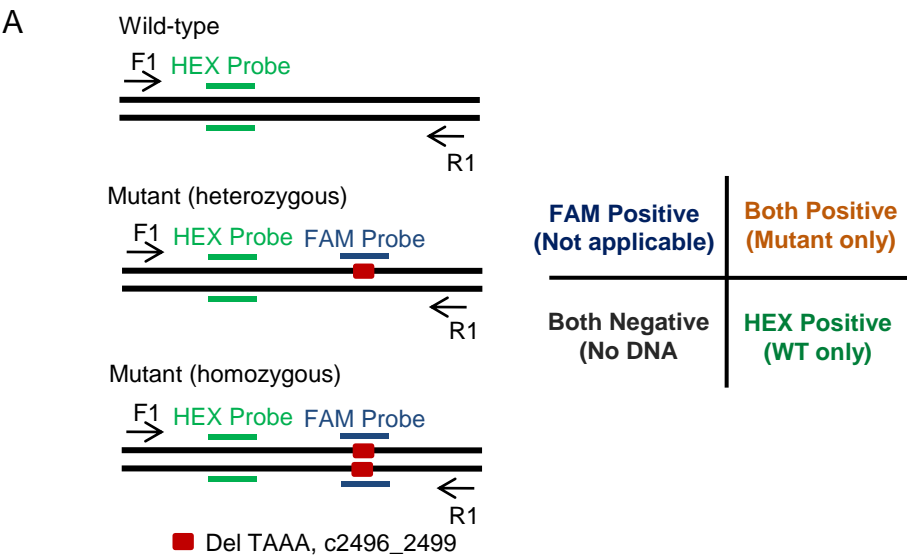 A
Wild-type
F1 HEX Probe
R1
Mutant (heterozygous)
F1 HEX Probe FAM Probe
R1
Mutant (homozygous)
F1 HEX Probe FAM Probe
R1
Del TAAA, c2496_2499
FAM Positive
(Not applicable)
Both Positive
(Mutant only)
Both Negative
(No DNA
HEX Positive
(WT only)